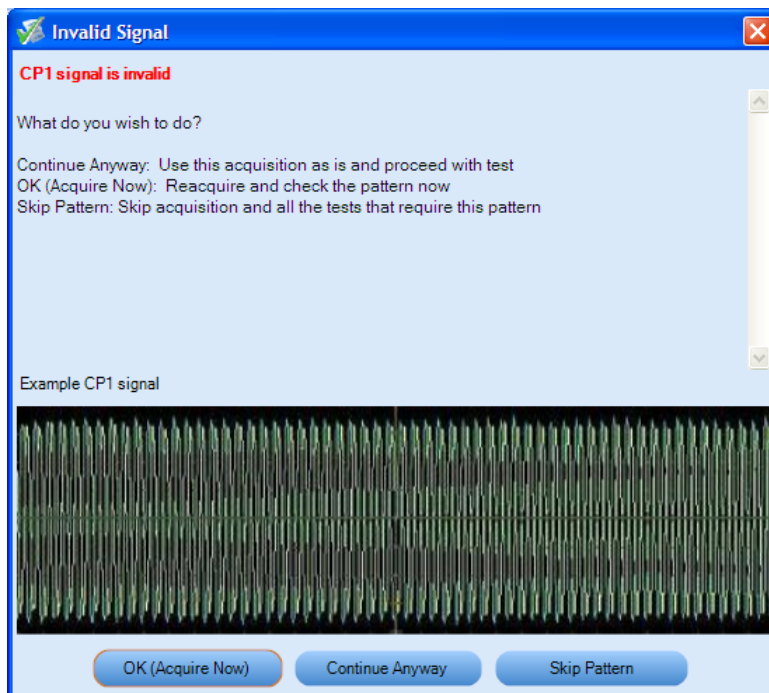 Invalid Signal
CP1 signal is invalid
What do you wish to do?
Continue Anyway: Use this acquisition as is and proceed with test
OK (Acquire Now): Reacquire and check the pattern now
Skip Pattern: Skip acquisition and all the tests that require this pattern
Example CP1 signal
OK (Acquire Now) Continue Anyway Skip Pattern